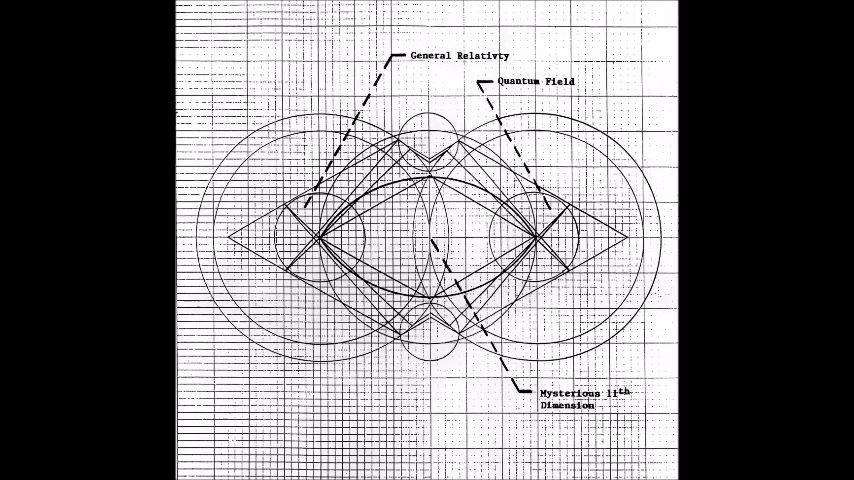 General Relativty
Quantum Field
Mysterious 11th
Dimension